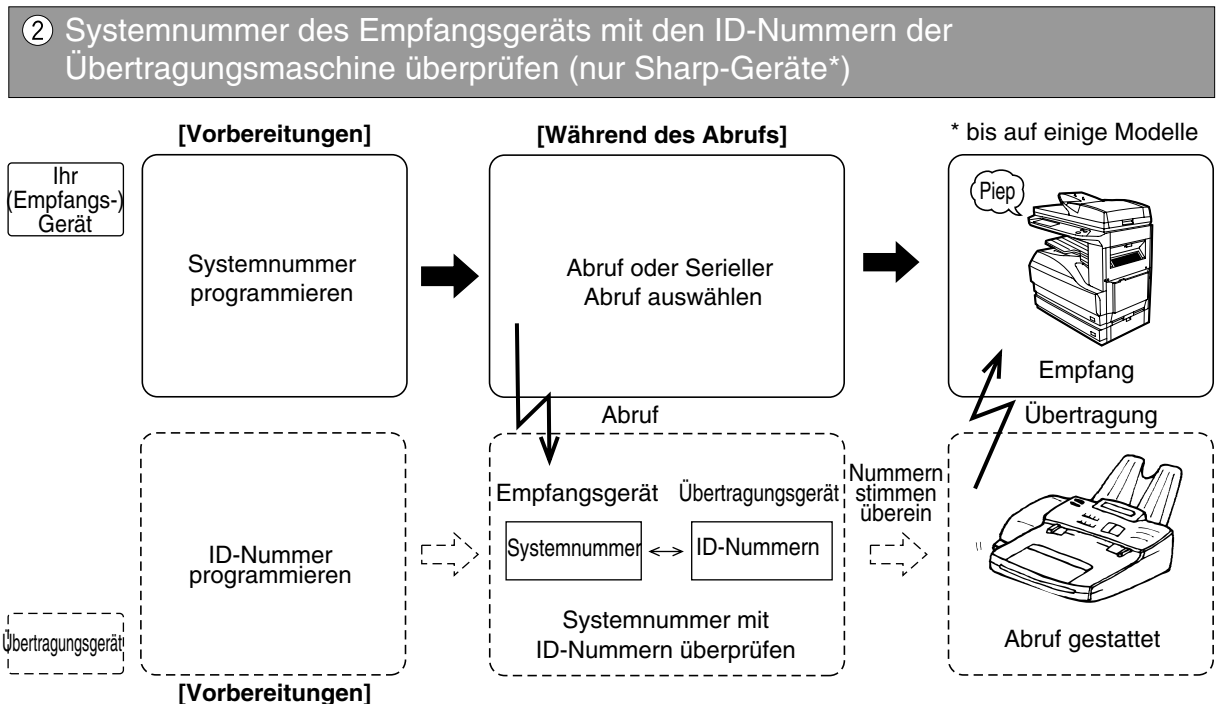 ② Systemnummer des Empfangsgeräts mit den ID-Nummern der
Übertragungsmaschine überprüfen (nur Sharp-Geräte*)
[Vorbereitungen]
[Während des Abrufs]
* bis auf einige Modelle
Ihr
(Empfangs-)
Gerät
Systemnummer
programmieren
Abruf oder Serieller
Abruf auswählen
Piep
Empfang
Abruf
Übertragung
ID-Nummer
programmieren
Empfangsgerät
Übertragungsgerät
Systemnummer
ID-Nummern
Systemnummer mit
ID-Nummern überprüfen
Nummern
stimmen
überein
Abruf gestattet
Übertragungsgerät
[Vorbereitungen]